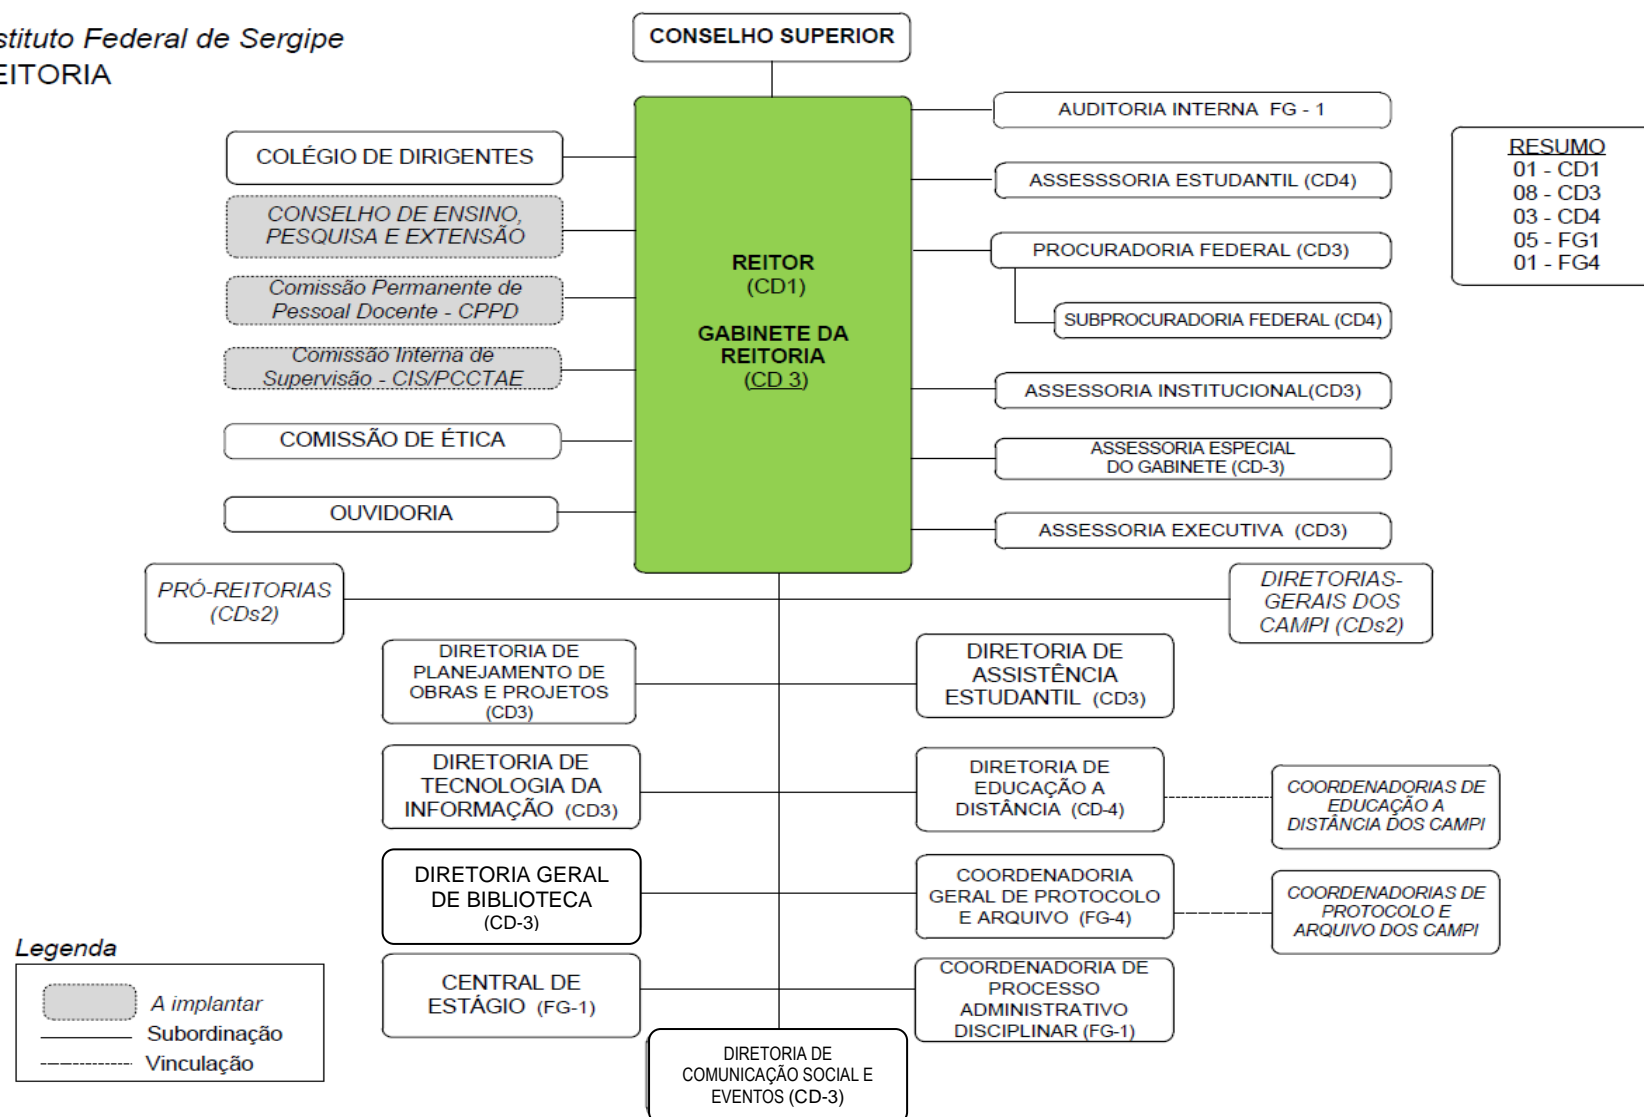 stituto Federal de Sergipe
EITORIA
CONSELHO SUPERIOR
COLÉGIO DE DIRIGENTES
CONSELHO DE ENSINO,
PESQUISA E EXTENSÃO
Comissão Permanente de
Pessoal Docente - CPPD
Comissão Interna de
Supervisão - CIS/PCCTAE
COMISSÃO DE ÉTICA
OUVIDORIA
REITOR
(CD1)
GABINETE DA
REITORIA
(CD 3)
AUDITORIA INTERNA FG - 1
ASSESSSORIA ESTUDANTIL (CD4)
PROCURADORIA FEDERAL (CD3)
SUBPROCURADORIA FEDERAL (CD4)
ASSESSORIA INSTITUCIONAL(CD3)
ASSESSORIA ESPECIAL
DO GABINETE (CD-3)
ASSESSORIA EXECUTIVA (CD3)
RESUMO
01 - CD1
08 - CD3
03 - CD4
05 - FG1
01 - FG4
PRÓ-REITORIAS
(CDs2)
DIRETORIAS-
GERAIS DOS
CAMPI (CDs2)
DIRETORIA DE
PLANEJAMENTO DE
OBRAS E PROJETOS
(CD3)
DIRETORIA DE
ASSISTÊNCIA
ESTUDANTIL (CD3)
DIRETORIA DE
TECNOLOGIA DA
INFORMAÇÃO (CD3)
DIRETORIA DE
EDUCAÇÃO A
DISTÂNCIA (CD-4)
COORDENADORIAS DE
EDUCAÇÃO A
DISTÂNCIA DOS CAMPI
DIRETORIA GERAL
DE BIBLIOTECA
(CD-3)
COORDENADORIA
GERAL DE PROTOCOLO
E ARQUIVO (FG-4)
COORDENADORIAS DE
PROTOCOLO E
ARQUIVO DOS CAMPI
CENTRAL DE
ESTÁGIO (FG-1)
COORDENADORIA DE
PROCESSO
ADMINISTRATIVO
DISCIPLINAR (FG-1)
DIRETORIA DE
COMUNICAÇÃO SOCIAL E
EVENTOS (CD-3)
Legenda
A implantar
Subordinação
Vinculação